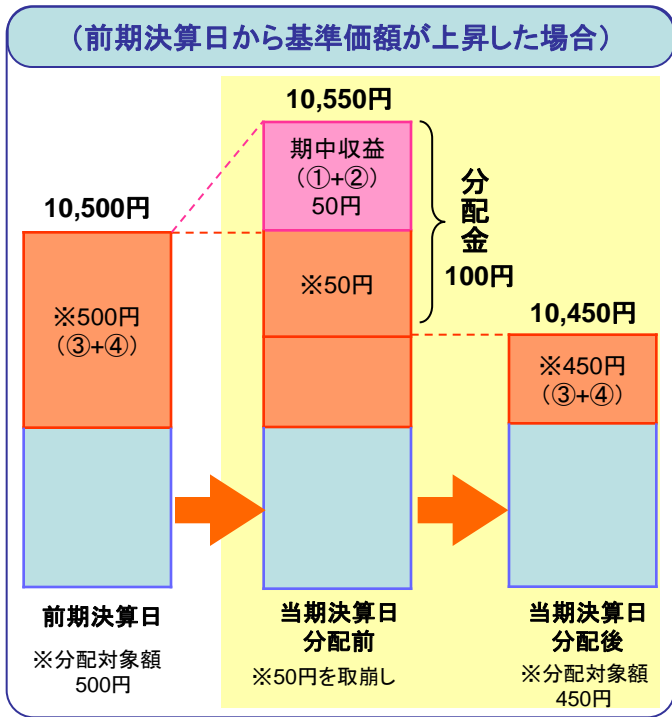 （前期決算日から基準価額が上昇した場合）
10,550円
期中収益
（①+②）
50円
分配金
100円
10,500円
※500円
（③+④）
※50円
10,450円
※450円
（③+④）
前期決算日
※分配対象額
500円
当期決算日
分配前
※50円を取崩し
当期決算日
分配後
※分配対象額
450円